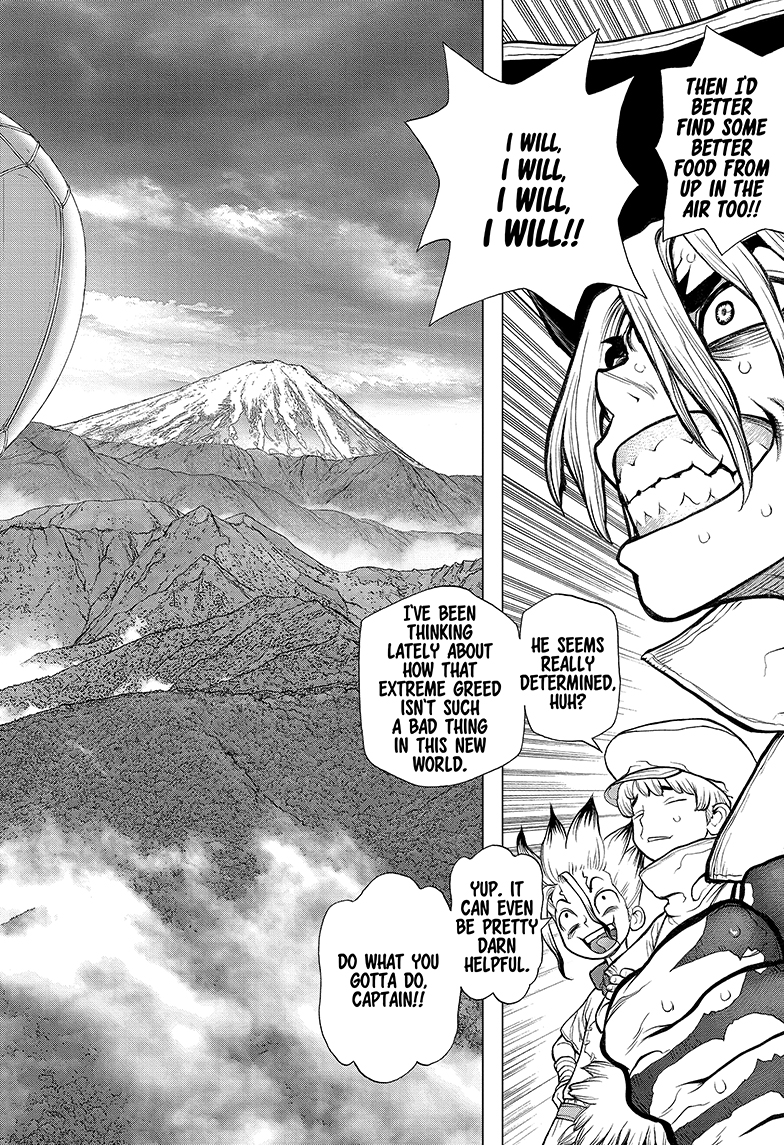 THEN I'D
BETTER
FIND SOME
BETTER
FOOD FROM
UP IN THE
AIR TOO!!
I WILL,
I WILL,
I WILL,
I WILL!!
HE SEEMS
REALLY
DETERMINED,
HUH?
I'VE BEEN
THINKING
LATELY ABOUT
HOW THAT
EXTREME GREED
ISN'T SUCH
A BAD THING
IN THIS NEW
WORLD.
YUP. IT
CAN EVEN
BE PRETTY
DARN
HELPFUL.
DO WHAT YOU
GOTTA DO,
CAPTAIN!!